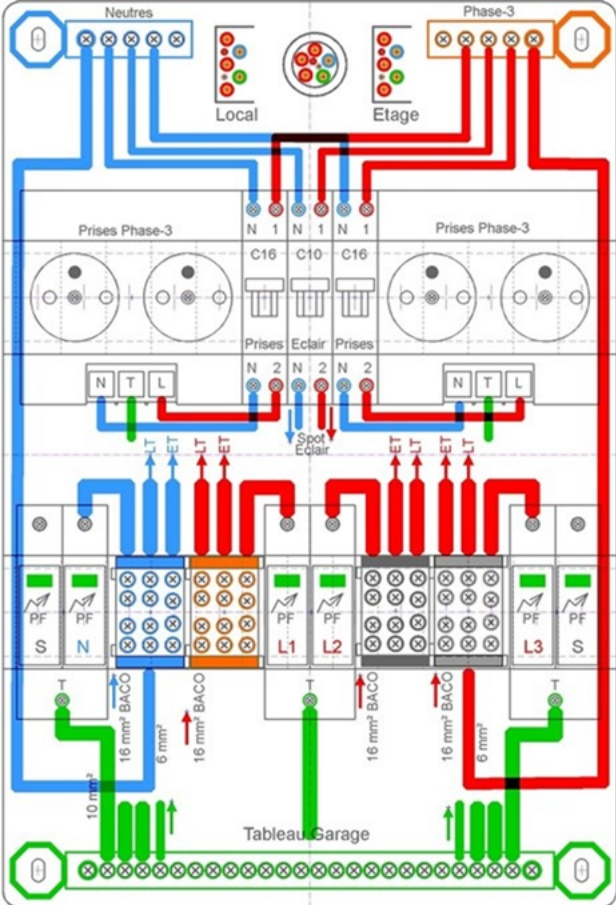 Neutres
Phase-3
Local
Etage
N 1 N 1 N 1
Prises Phase-3
Prises Phase-3
C16 C10 C16
Prises Eclair Prises
N 2 N 2 N 2
N T L
N T L
Spot
Eclair
LT
ET
LT
ET
ET
LT
ET
LT
PF
S
PF
N
PF
L1
PF
L2
PF
L3
PF
S
T
T
T
16 mm² BACO
6 mm²
16 mm² BACO
16 mm² BACO
16 mm² BACO
6 mm²
10 mm²
Tableau Garage